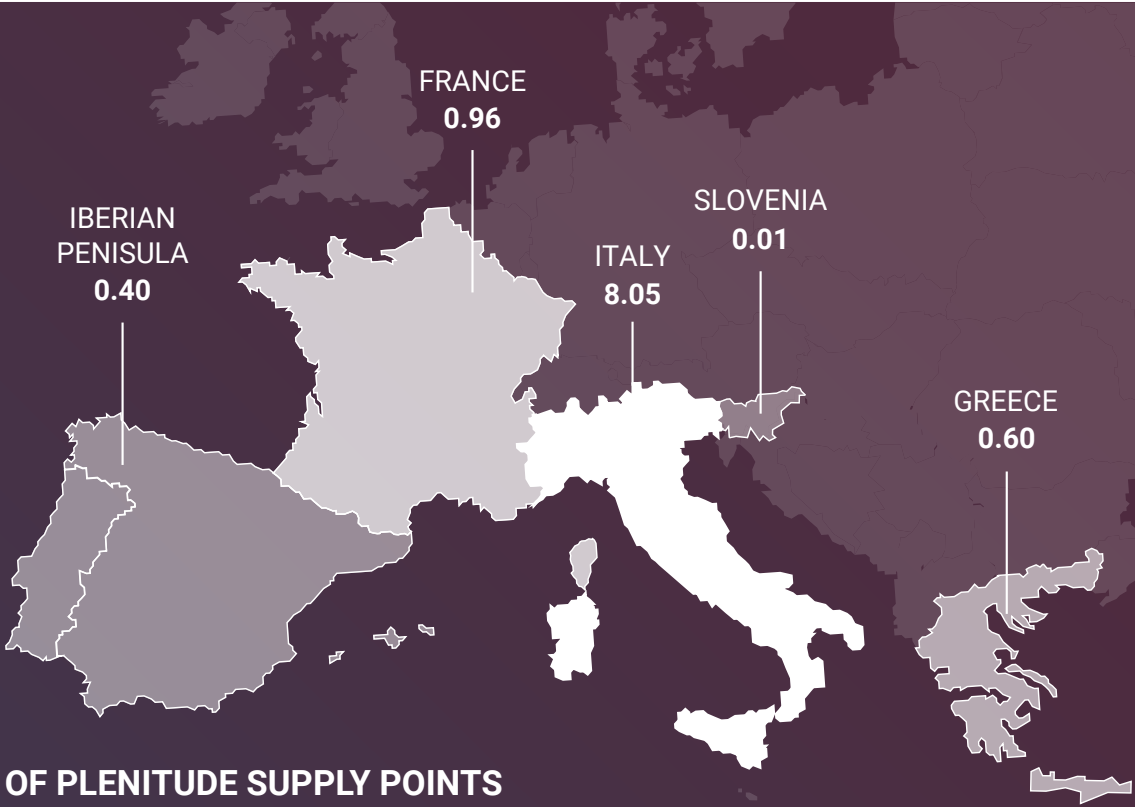 FRANCE
0.96
SLOVENIA
0.01
IBERIAN
PENISULA
0.40
ITALY
8.05
GREECE
0.60
OF PLENITUDE SUPPLY POINTS